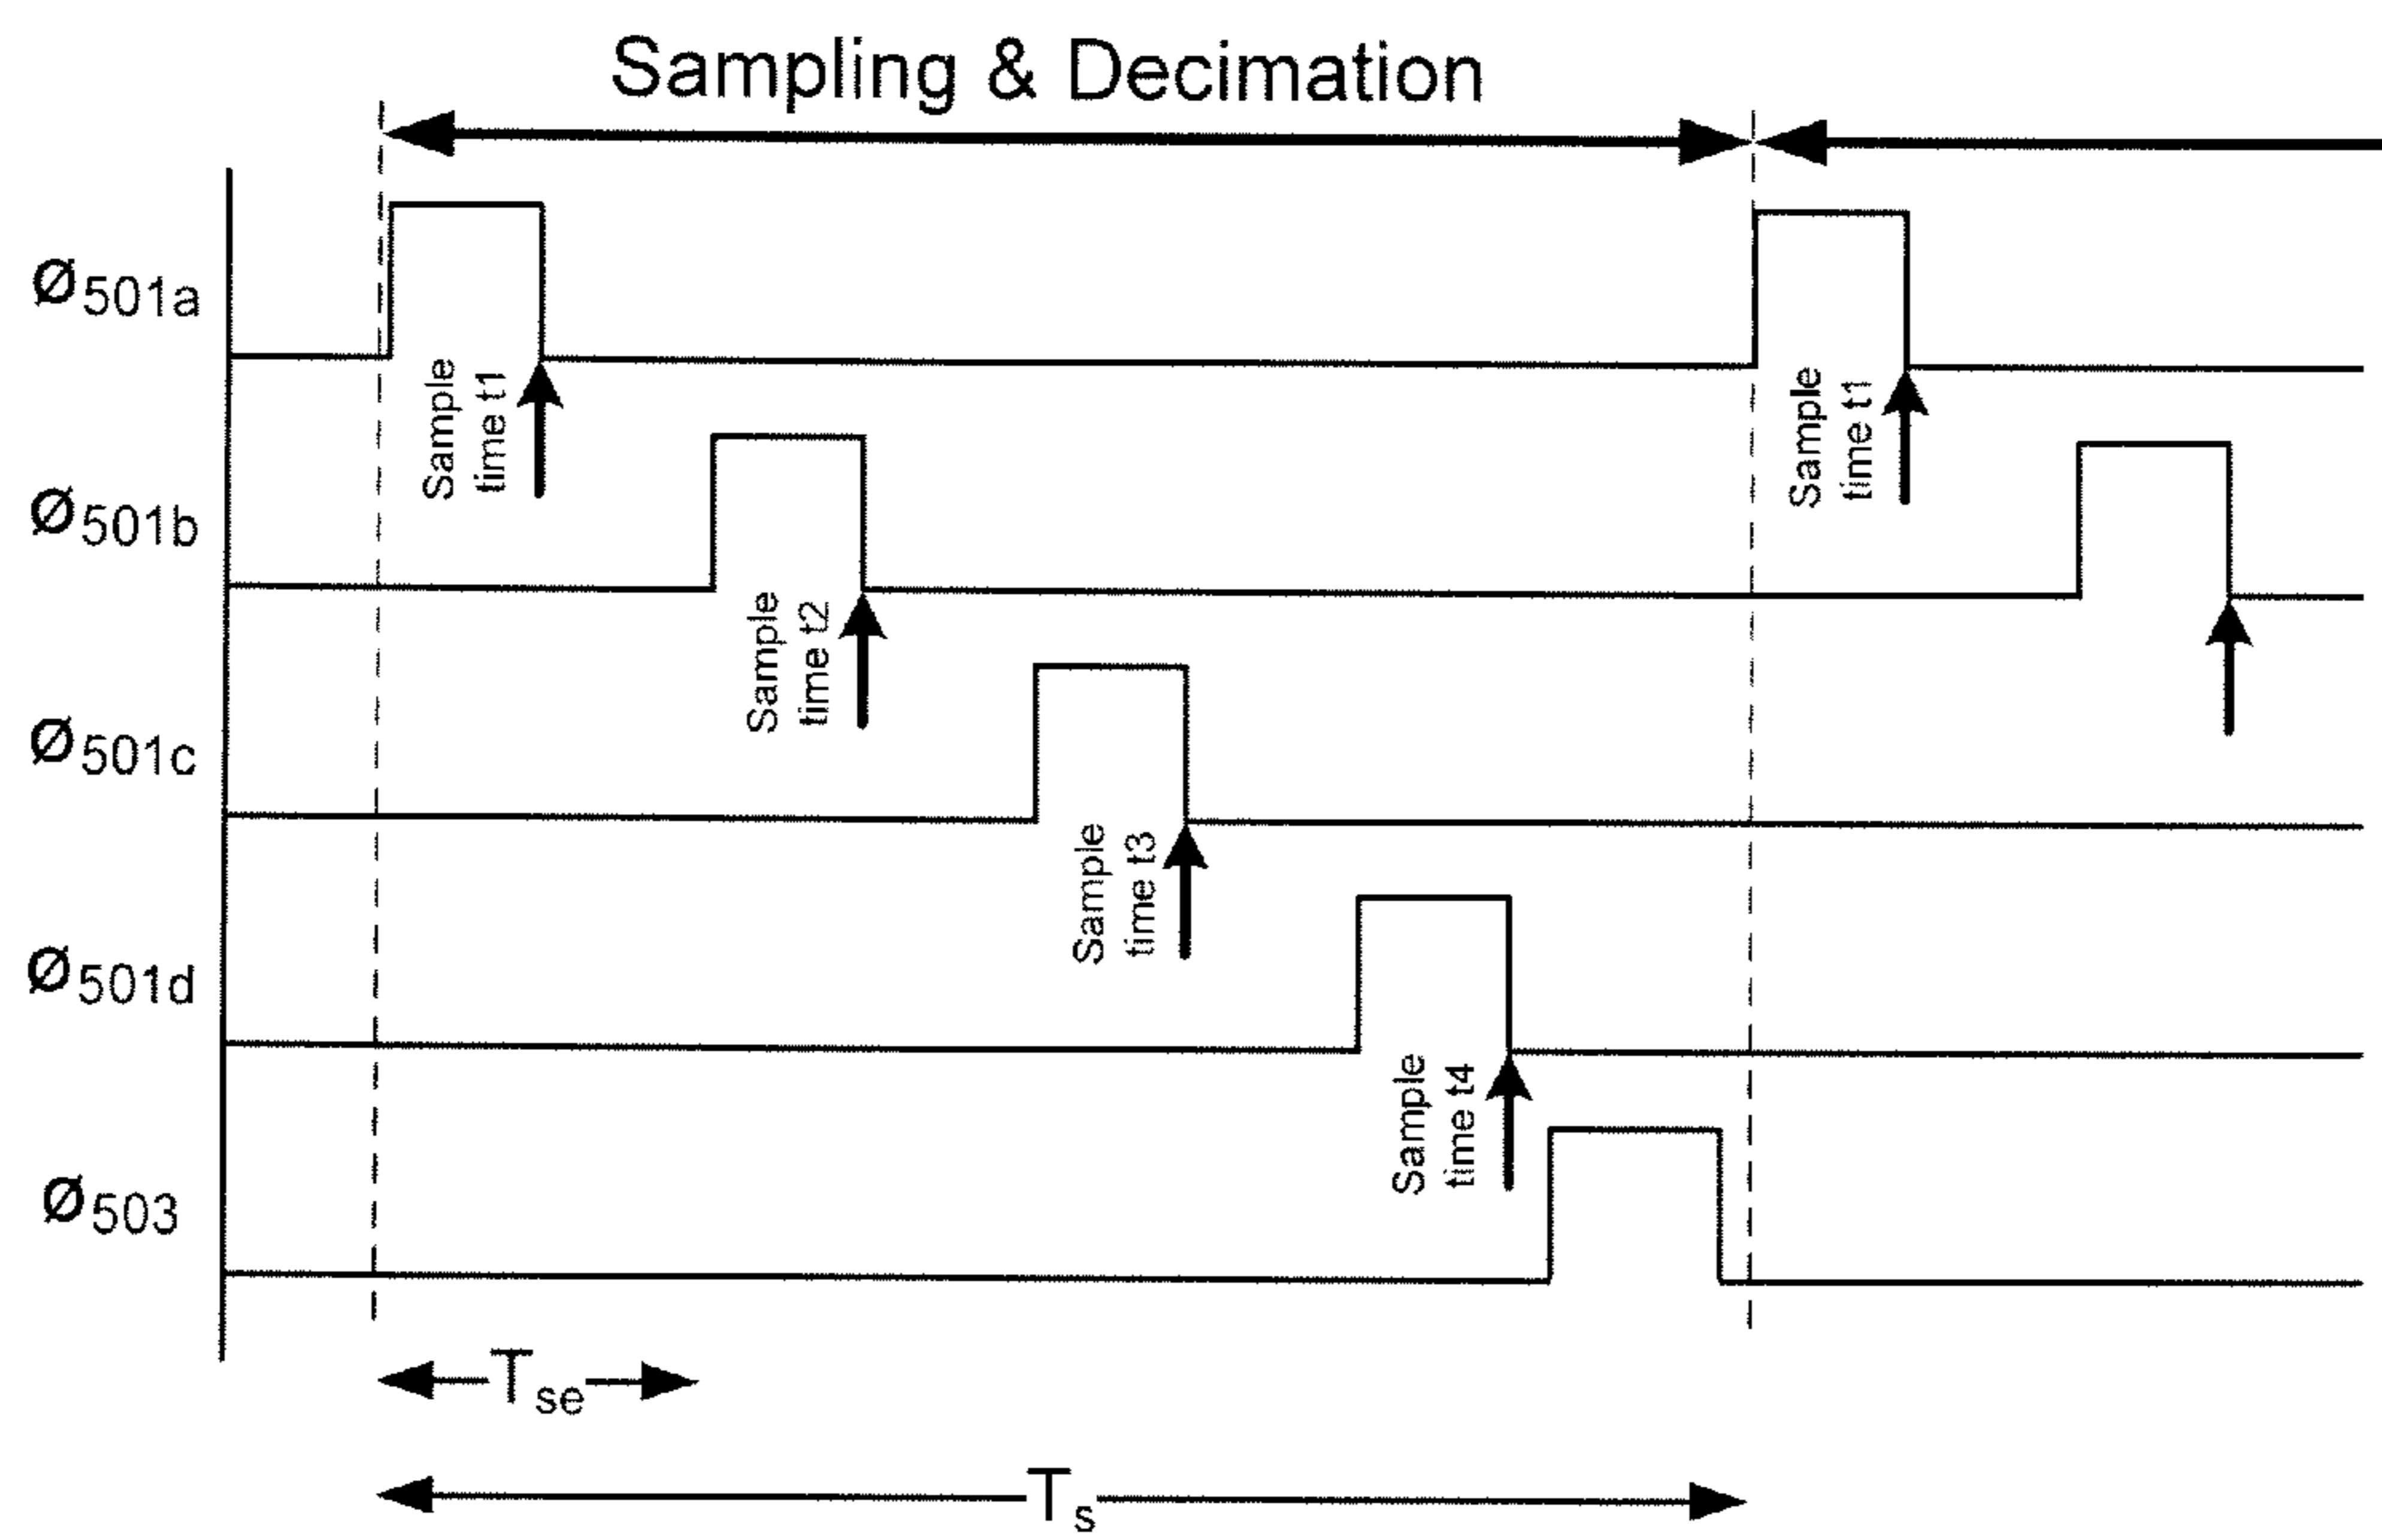 Sampling & Decimation
Ø501a
Sample
time t1
Sample
time t1
Ø501b
Sample
time t2
Ø501c
Sample
time t3
Ø501d
Sample
time t4
Ø503
Tse
Ts